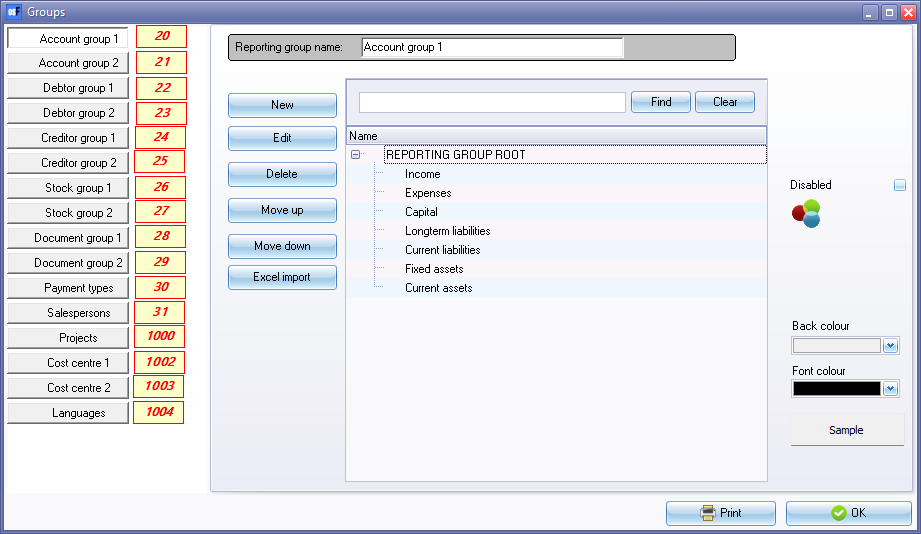 Groups
Account group 1 20
Account group 2 21
Debtor group 1 22
Debtor group 2 23
Creditor group 1 24
Creditor group 2 25
Stock group 1 26
Stock group 2 27
Document group 1 28
Document group 2 29
Payment types 30
Salespersons 31
Projects 1000
Cost centre 1 1002
Cost centre 2 1003
Languages 1004
Reporting group name: Account group 1
New
Edit
Delete
Move up
Move down
Excel import
Find Clear
Name
REPORTING GROUP ROOT
Income
Expenses
Capital
Longterm liabilities
Current liabilities
Fixed assets
Current assets
Disabled
Back colour
Font colour
Sample
Print OK